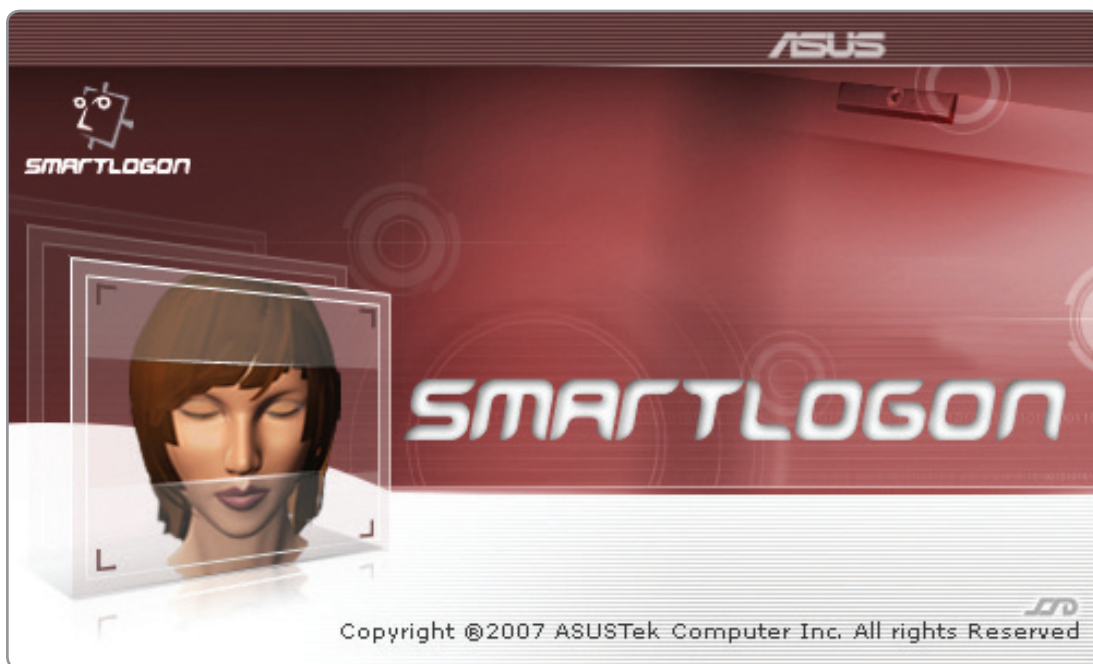 ASUS
SMARTLOGON
SMARTLOGON
Copyright ®2007 ASUSTek Computer Inc. All rights Reserved